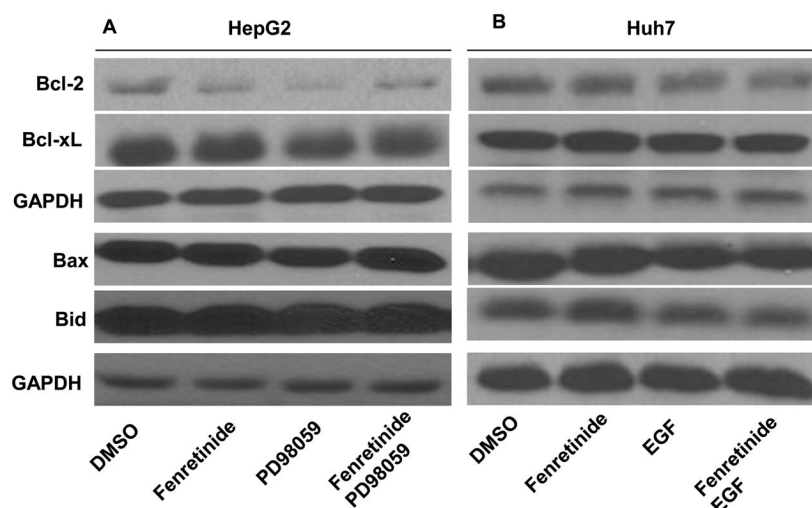 A
HepG2
B
Huh7
Bcl-2
Bcl-xL
GAPDH
Bax
Bid
GAPDH
DMSO
Fenretinide
PD98059
Fenretinide
PD98059
DMSO
Fenretinide
EGF
Fenretinide
EGF